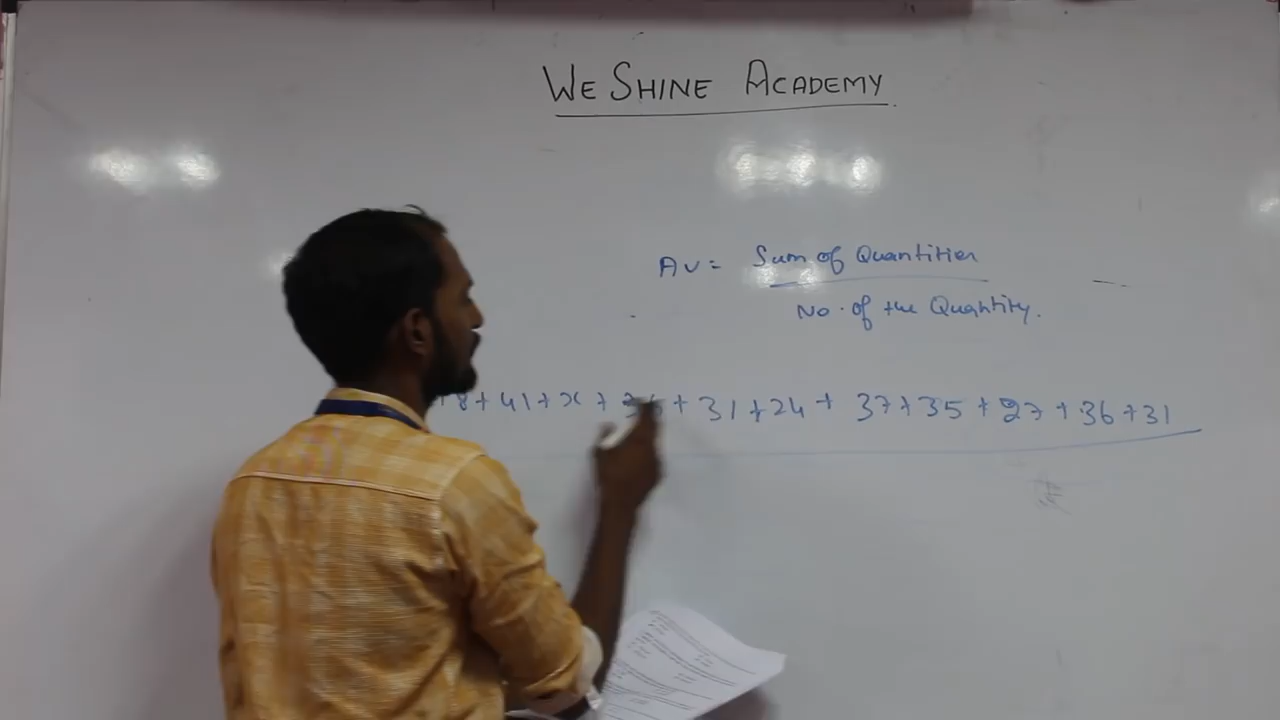 WE SHINE ACADEMY
Av = Sum of Quantities
No. of the Quantity.
8 + 41 + x + + 31 + 24 + 37 + 35 + 27 + 36 + 31